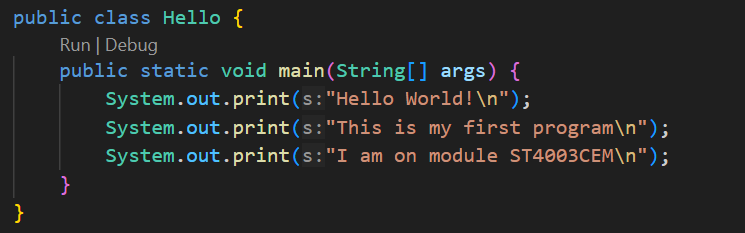 public class Hello {
Run | Debug
public static void main(String[] args) {
System.out.print(s:"Hello World!\n");
System.out.print(s:"This is my first program\n");
System.out.print(s:"I am on module ST4003CEM\n");
}
}